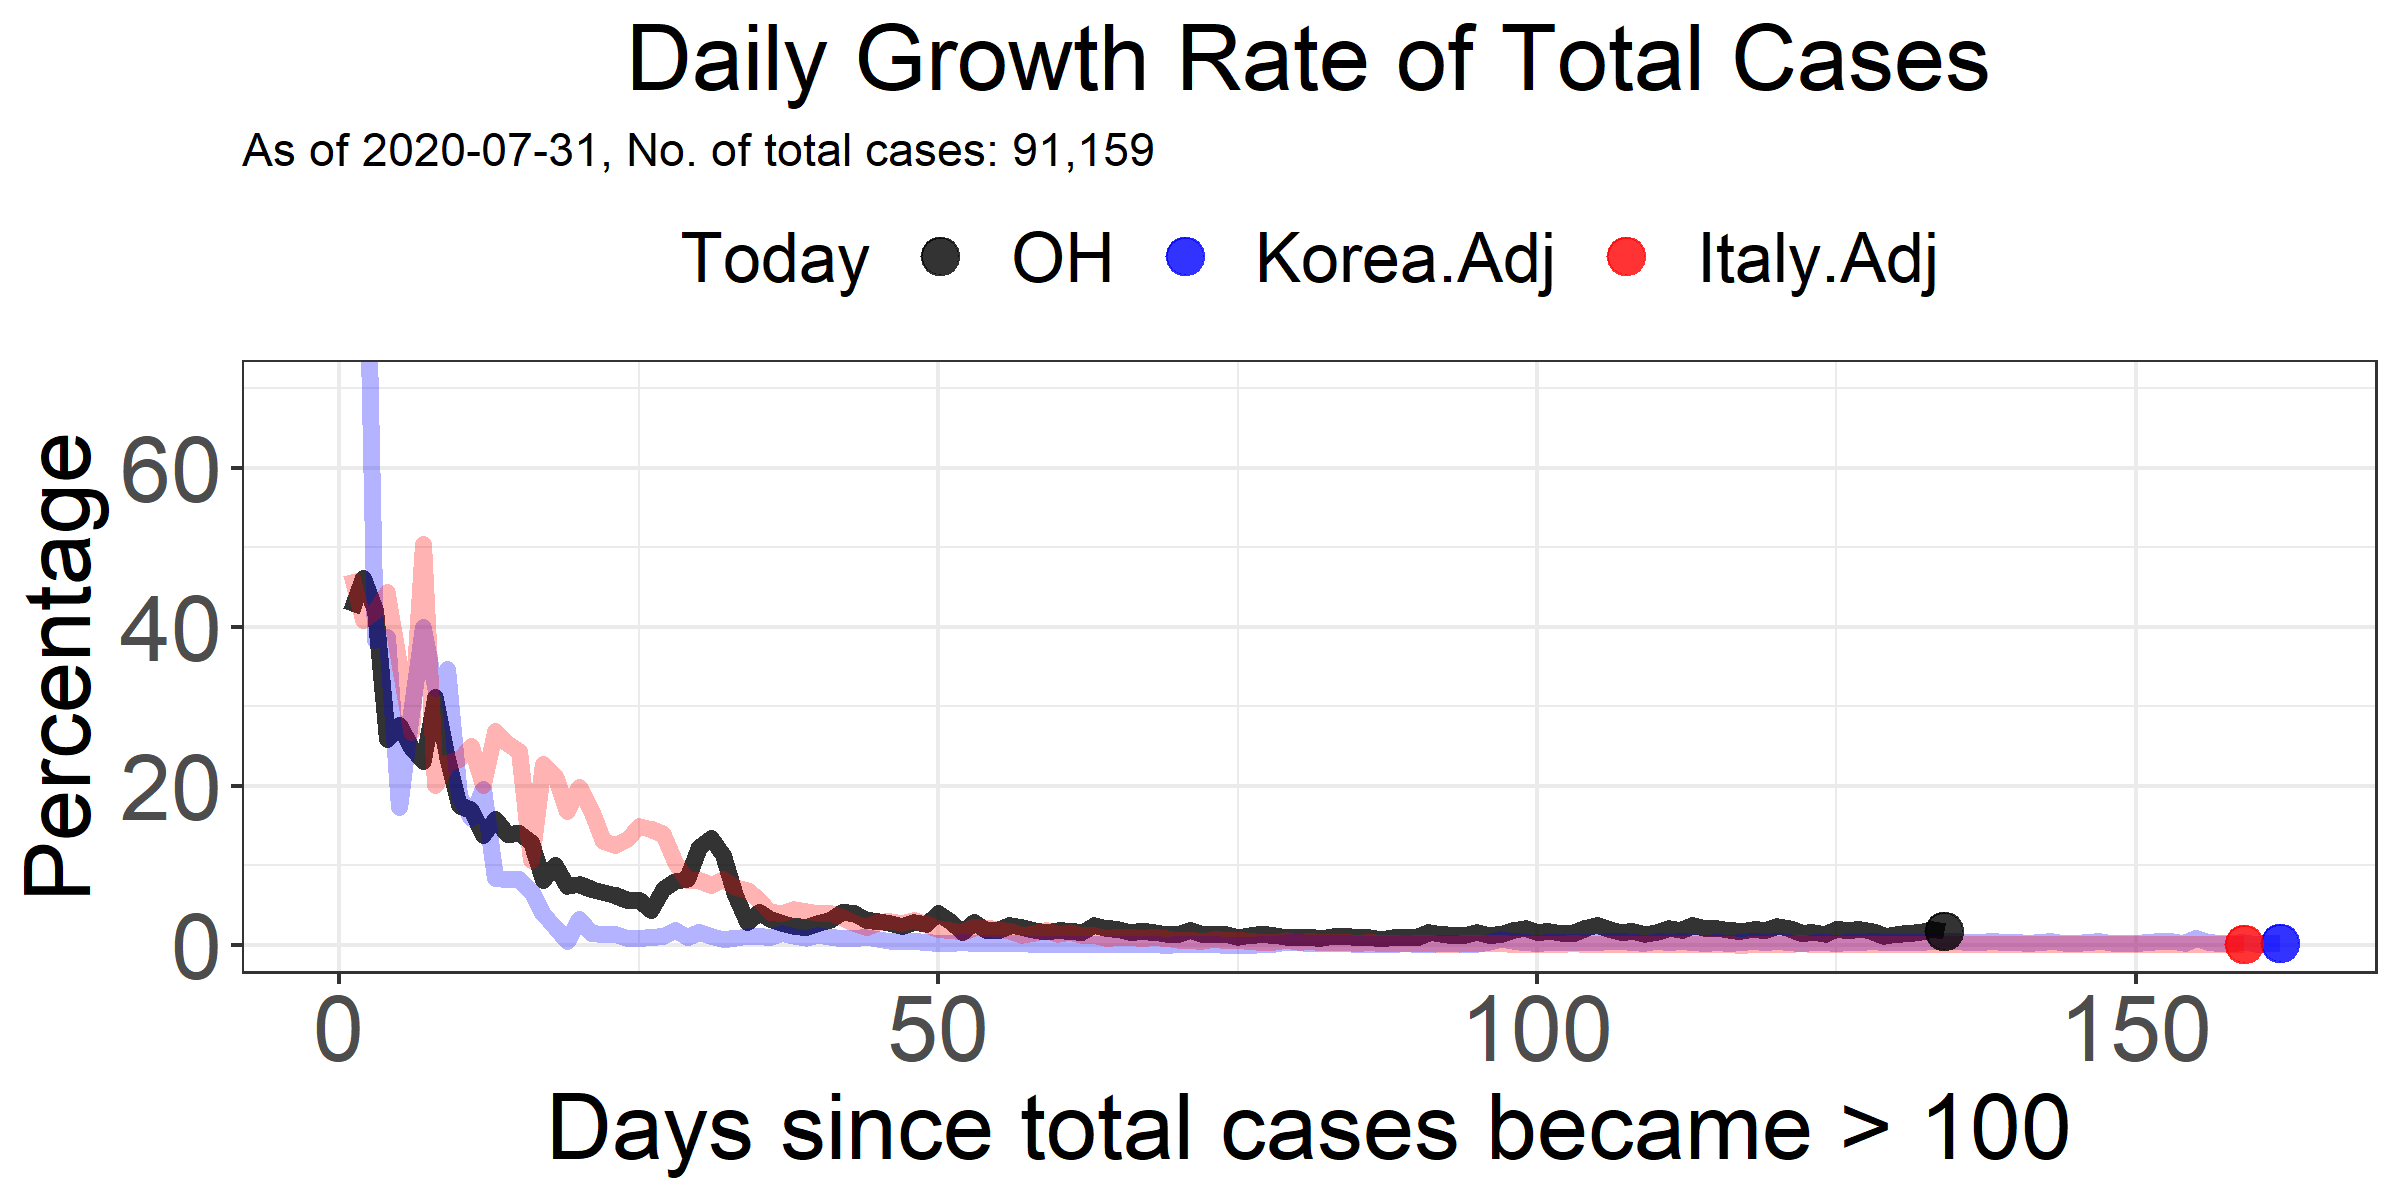 Daily Growth Rate of Total Cases
As of 2020-07-31, No. of total cases: 91,159
Today OH Korea.Adj Italy.Adj
Percentage
60
40
20
0
0 50 100 150
Days since total cases became > 100